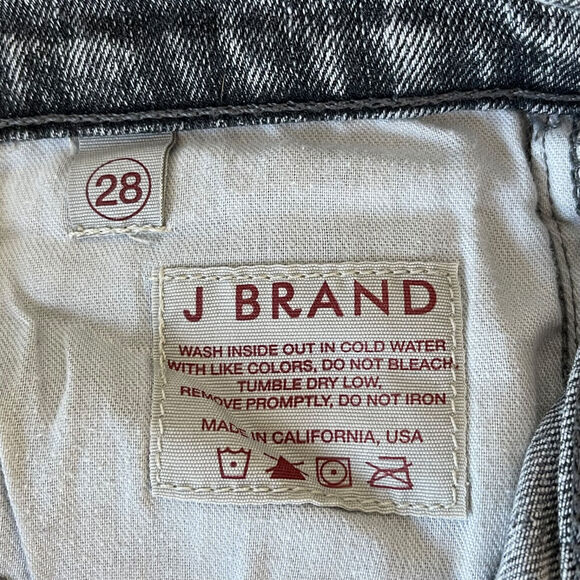 28
J BRAND
WASH INSIDE OUT IN COLD WATER
WITH LIKE COLORS, DO NOT BLEACH,
TUMBLE DRY LOW,
REMOVE PROMPTLY, DO NOT IRON
MADE IN CALIFORNIA, USA